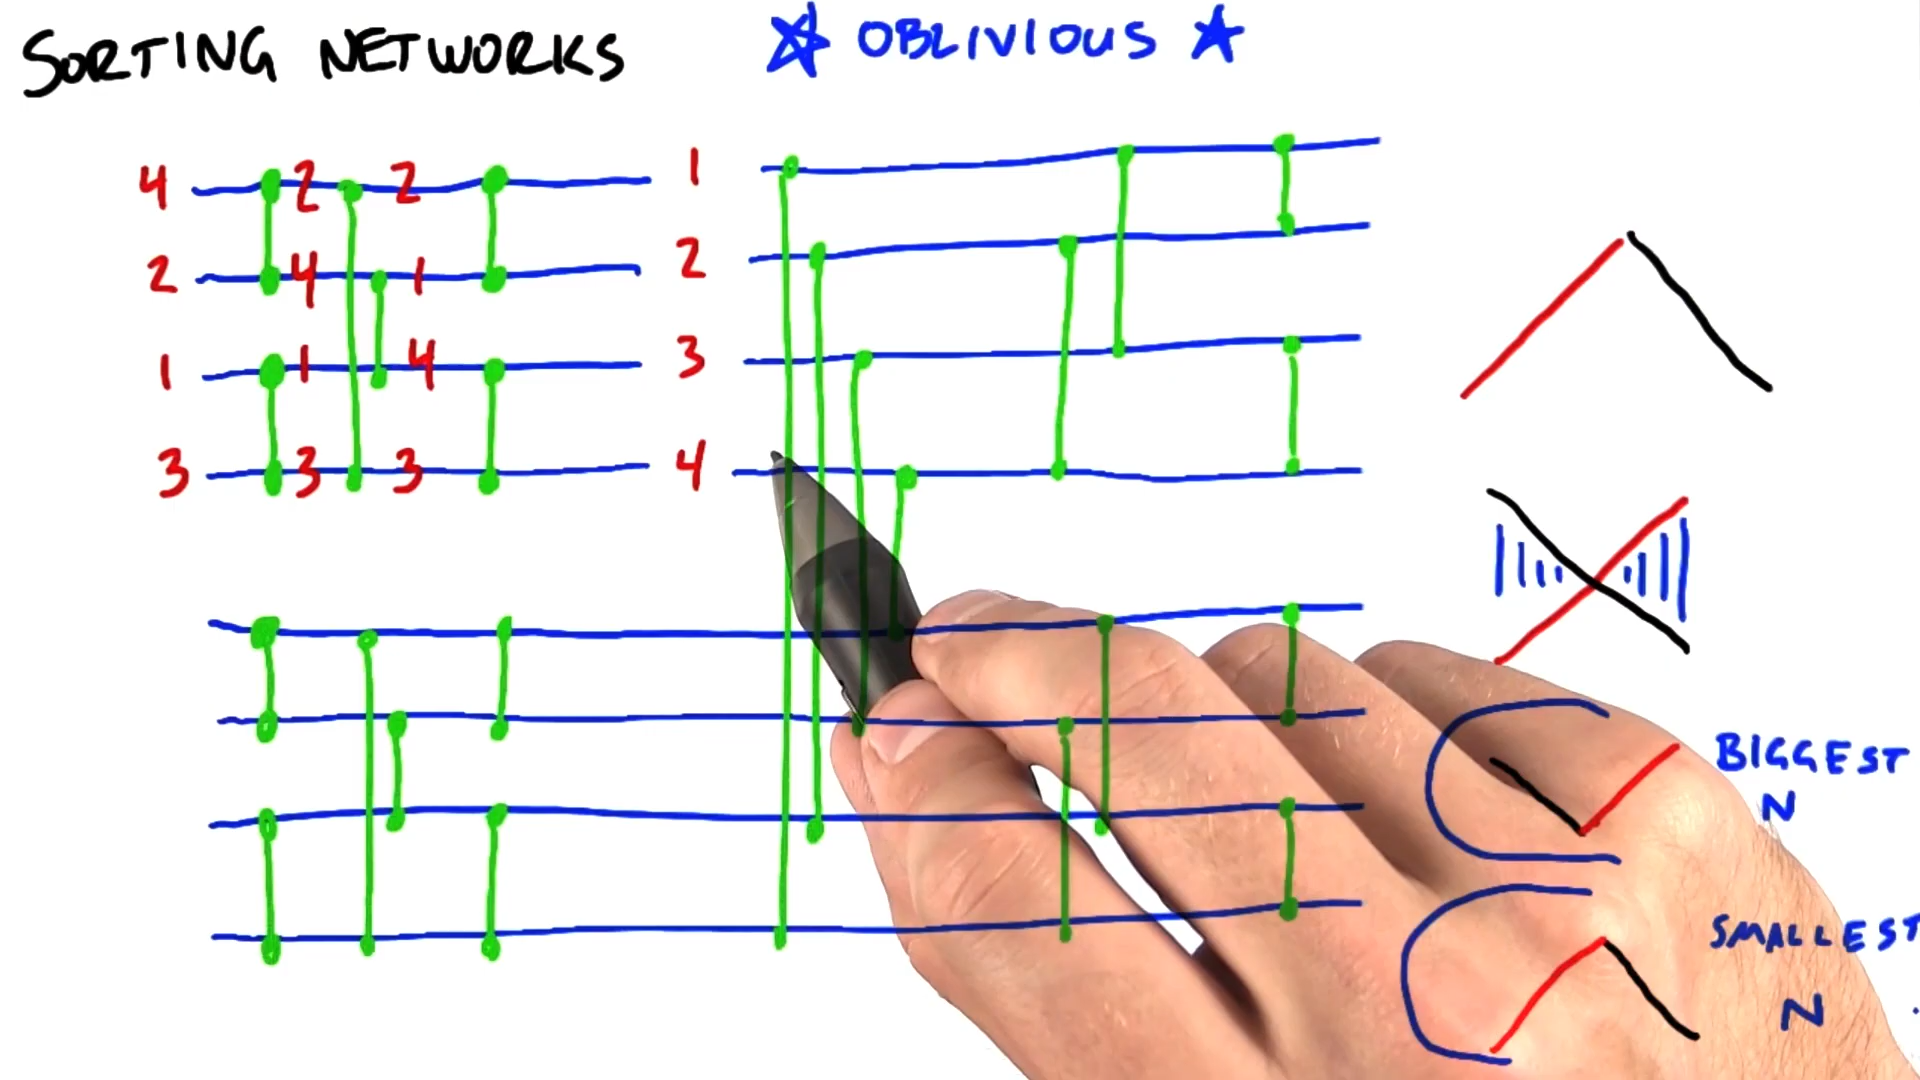 SORTING NETWORKS
☆ OBLIVIOUS ★
4 2 2 1
2 4 1 2
1 1 4 3
3 3 3 4
BIGGEST
N
SMALLEST
N